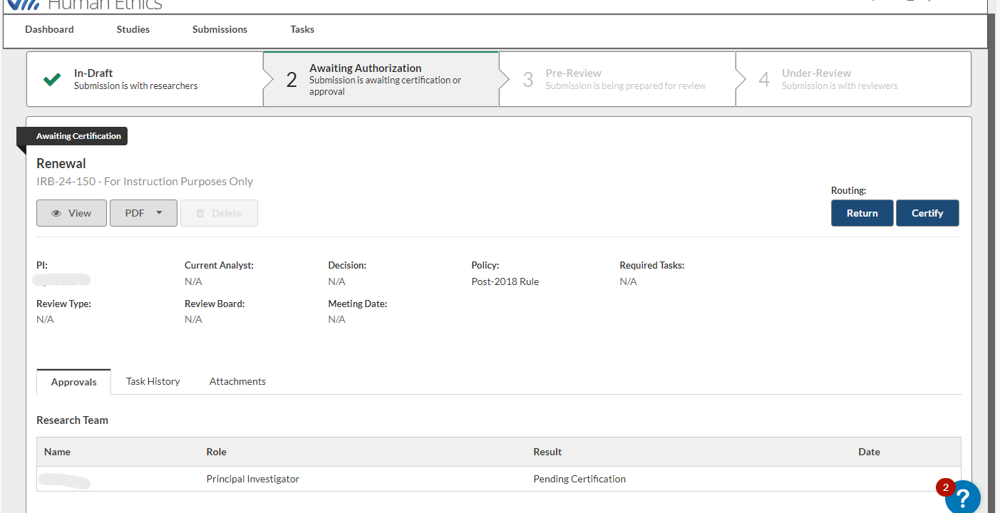 Human Ethics
Dashboard Studies Submissions Tasks
In-Draft
Submission is with researchers
2
Awaiting Authorization
Submission is awaiting certification or
approval
3
Pre-Review
Submission is being prepared for review
4
Under-Review
Submission is with reviewers
Awaiting Certification
Renewal
IRB-24-150 - For Instruction Purposes Only
View PDF Delete
Routing:
Return Certify
PI: Current Analyst: Decision: Policy: Required Tasks:
N/A N/A Post-2018 Rule N/A
Review Type: Review Board: Meeting Date:
N/A N/A N/A
Approvals Task History Attachments
Research Team
Name Role Result Date
Principal Investigator Pending Certification
2
?